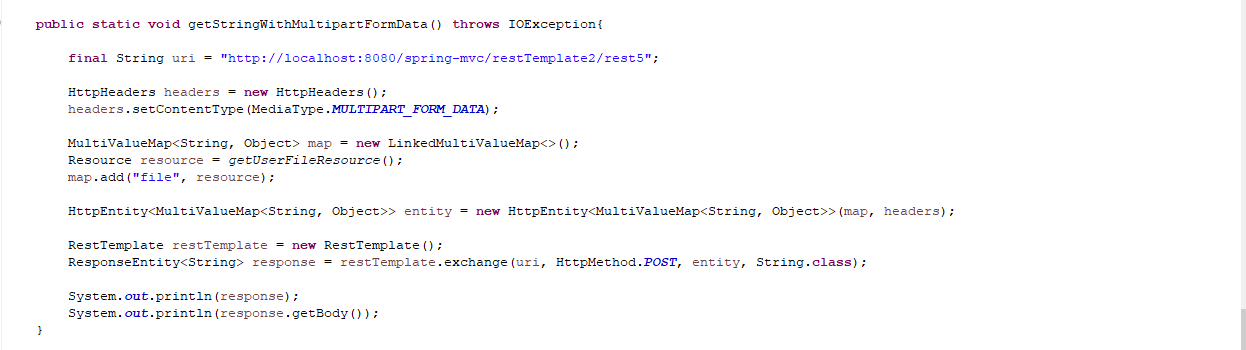 public static void getStringWithMultipartFormData() throws IOException{
final String uri = "http://localhost:8080/spring-mvc/restTemplate2/rest5";
HttpHeaders headers = new HttpHeaders();
headers.setContentType(MediaType.MULTIPART_FORM_DATA);
MultiValueMap<String, Object> map = new LinkedMultiValueMap<>();
Resource resource = getUserFileResource();
map.add("file", resource);
HttpEntity<MultiValueMap<String, Object>> entity = new HttpEntity<MultiValueMap<String, Object>>(map, headers);
RestTemplate restTemplate = new RestTemplate();
ResponseEntity<String> response = restTemplate.exchange(uri, HttpMethod.POST, entity, String.class);
System.out.println(response);
System.out.println(response.getBody());
}